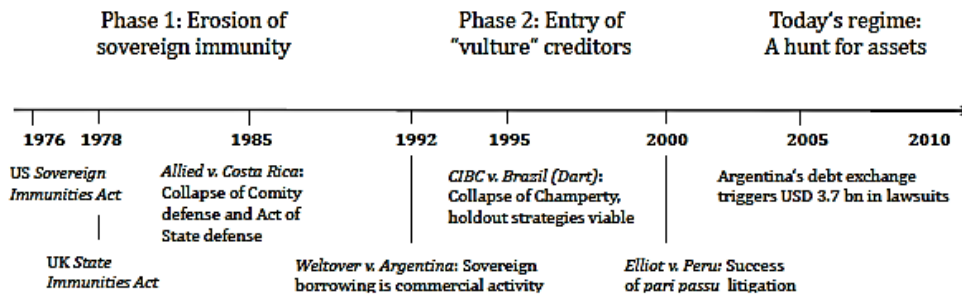 Phase 1: Erosion of
sovereign immunity
Phase 2: Entry of
“vulture” creditors
Today‘s regime:
A hunt for assets
1976
1978
1985
1992
1995
2000
2005
2010
US Sovereign
Immunities Act
UK State
Immunities Act
Allied v. Costa Rica:
Collapse of Comity
defense and Act of
State defense
Weltover v. Argentina: Sovereign
borrowing is commercial activity
CIBC v. Brazil (Dart):
Collapse of Champerty,
holdout strategies viable
Elliot v. Peru: Success
of pari passu litigation
Argentina's debt exchange
triggers USD 3.7 bn in lawsuits